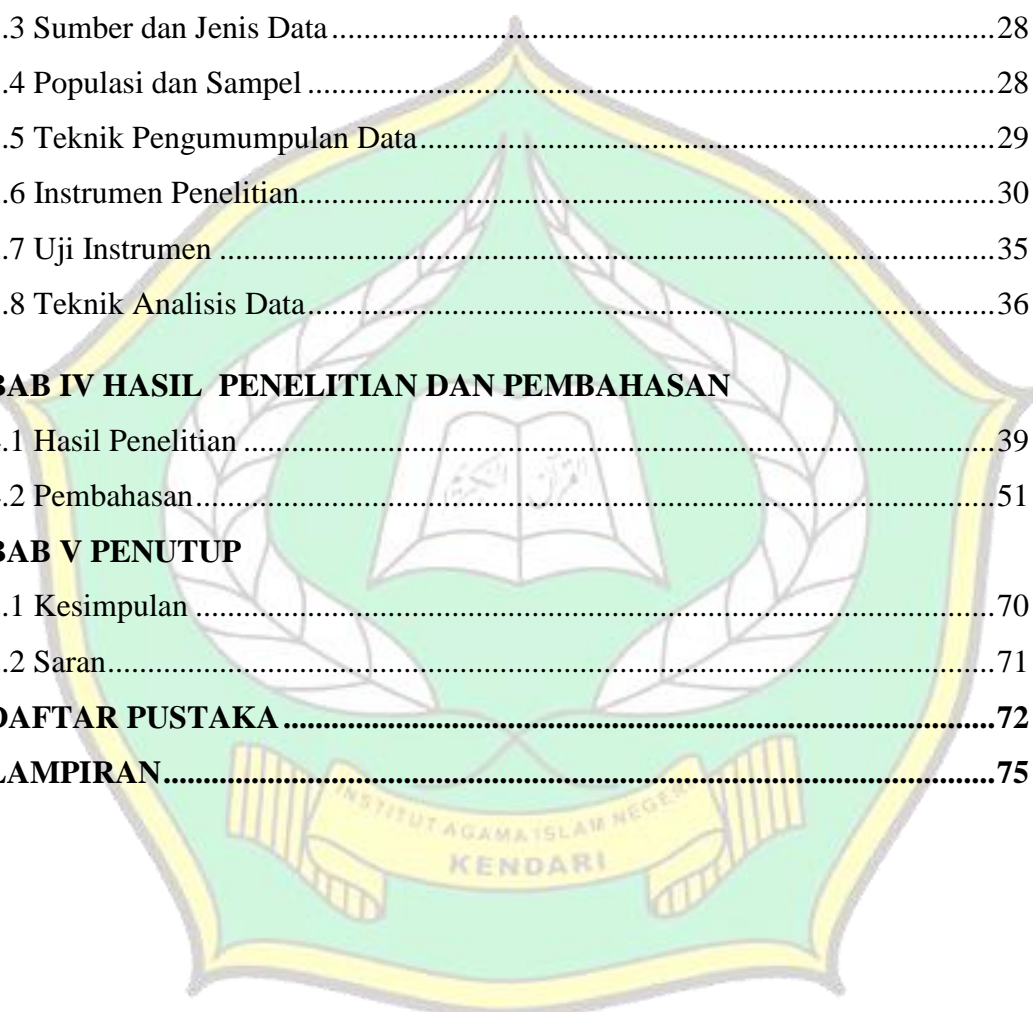 .3 Sumber dan Jenis Data.......................................................................28
.4 Populasi dan Sampel..........................................................................28
.5 Teknik Pengumumpulan Data............................................................29
.6 Instrumen Penelitian...........................................................................30
.7 Uji Instrumen.....................................................................................35
.8 Teknik Analisis Data..........................................................................36
BAB IV HASIL PENELITIAN DAN PEMBAHASAN
.1 Hasil Penelitian..................................................................................39
.2 Pembahasan........................................................................................51
BAB V PENUTUP
.1 Kesimpulan........................................................................................70
.2 Saran..................................................................................................71
DAFTAR PUSTAKA..............................................................................72
LAMPIRAN............................................................................................75
INSTITUT AGAMA ISLAM NEGERI
KENDARI